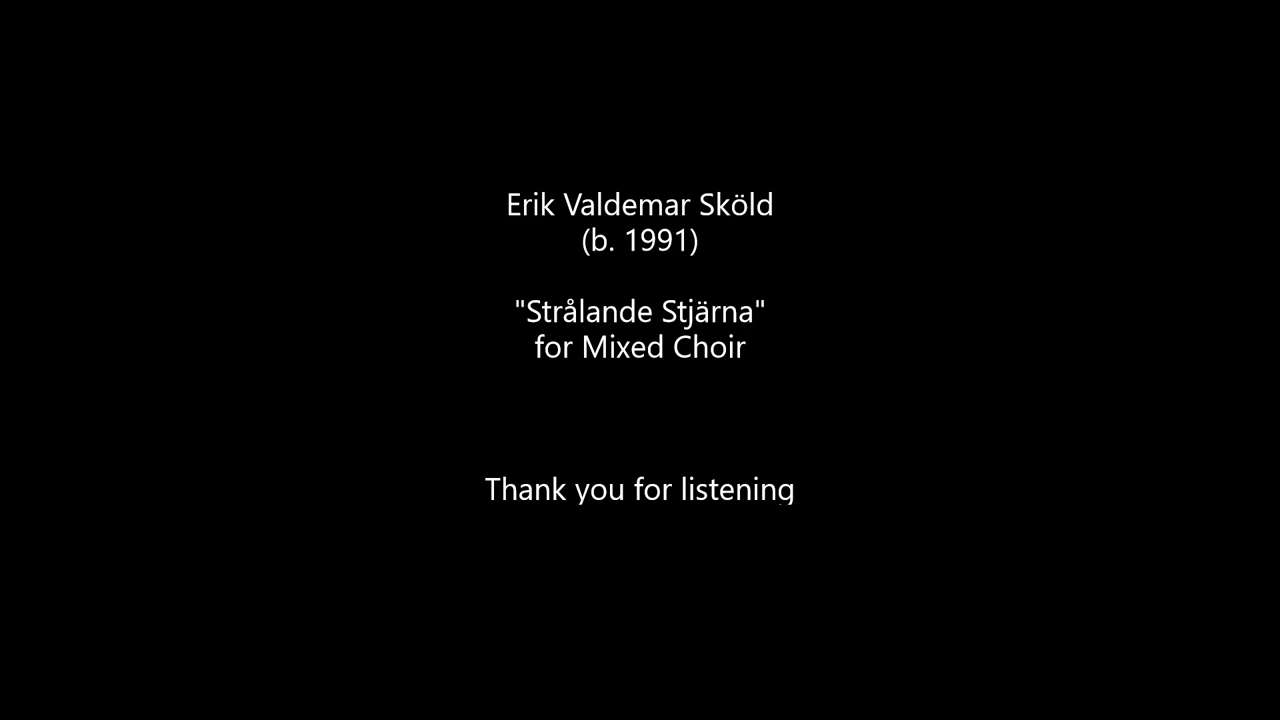 Erik Valdemar Sköld
(b. 1991)
"Strålande Stjärna"
for Mixed Choir
Thank you for listening